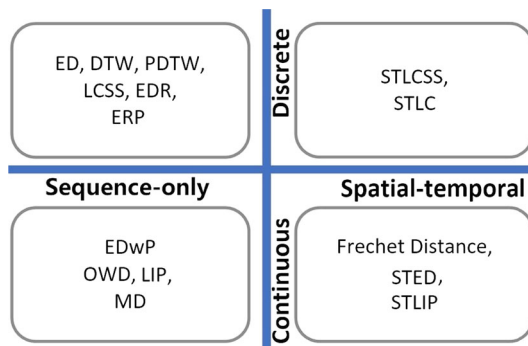 ED, DTW, PDTW,
LCSS, EDR,
ERP
Discrete
STLCSS,
STLC
Sequence-only
Spatial-temporal
EDwP
OWD, LIP,
MD
Continuous
Frechet Distance,
STED,
STLIP